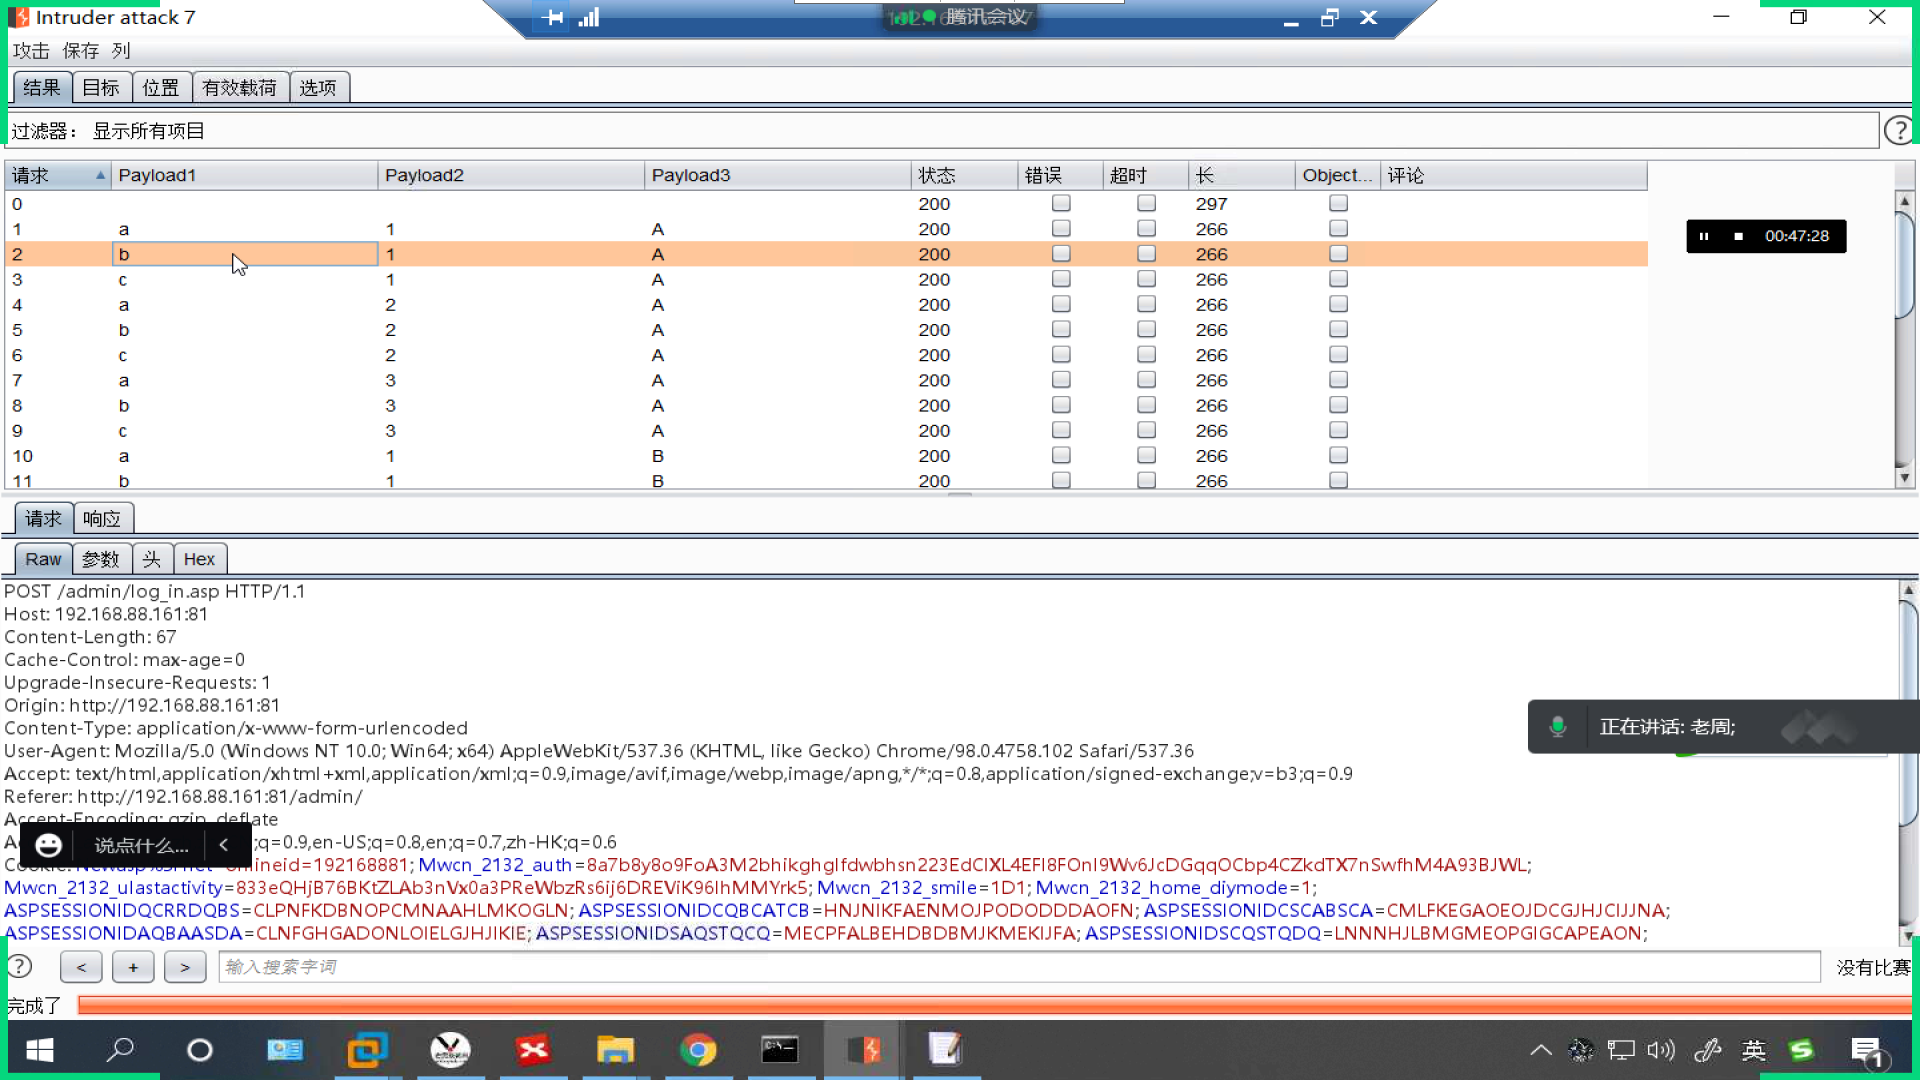 Intruder attack 7
腾讯会议
攻击 保存 列
结果 目标 位置 有效载荷 选项
过滤器： 显示所有项目
请求 Payload1 Payload2 Payload3 状态 错误 超时 长 Object... 评论
0 200 297
1 a 1 A 200 266
2 b 1 A 200 266
3 c 1 A 200 266
4 a 2 A 200 266
5 b 2 A 200 266
6 c 2 A 200 266
7 a 3 A 200 266
8 b 3 A 200 266
9 c 3 A 200 266
10 a 1 B 200 266
11 b 1 B 200 266
00:47:28
请求 响应
Raw 参数 头 Hex
POST /admin/log_in.asp HTTP/1.1
Host: 192.168.88.161:81
Content-Length: 67
Cache-Control: max-age=0
Upgrade-Insecure-Requests: 1
Origin: http://192.168.88.161:81
Content-Type: application/x-www-form-urlencoded
User-Agent: Mozilla/5.0 (Windows NT 10.0; Win64; x64) AppleWebKit/537.36 (KHTML, like Gecko) Chrome/98.0.4758.102 Safari/537.36
Accept: text/html,application/xhtml+xml,application/xml;q=0.9,image/avif,image/webp,image/apng,*/*;q=0.8,application/signed-exchange;v=b3;q=0.9
Referer: http://192.168.88.161:81/admin/
Accept-Encoding: gzip, deflate
;q=0.9,en-US;q=0.8,en;q=0.7,zh-HK;q=0.6
lineid=192168881; Mwcn_2132_auth=8a7b8y8o9FoA3M2bhikghglfdwbhsn223EdCIXL4EFI8FOnI9Wv6JcDGqqOCbp4CZkdTX7nSwfhM4A93BJWL;
Mwcn_2132_ulastactivity=833eQHjB76BKtZLAb3nVx0a3PReWbzRs6ij6DREViK96IhMMYrk5; Mwcn_2132_smile=1D1; Mwcn_2132_home_diymode=1;
ASPSESSIONIDQCRRDQBS=CLPNFKDBNOPCMNAAHLMKOGLN; ASPSESSIONIDCQBCATCB=HNJNIKFAENMOJPODODDDAOFN; ASPSESSIONIDCSCABSCA=CMLFKEGAOEOJDCGJHJCIJJNA;
ASPSESSIONIDAQBAASDA=CLNFGHGADONLOIELGJHJIKIE; ASPSESSIONIDSAQSTQCQ=MECPFALBEHDBDBMJKMEKIJFA; ASPSESSIONIDSCQSTQDQ=LNNNHJLBMGMEOPGIGCAPEAON;
正在讲话: 老周;
说点什么... <
? < + > 输入搜索字词 没有比赛
完成了
英 1